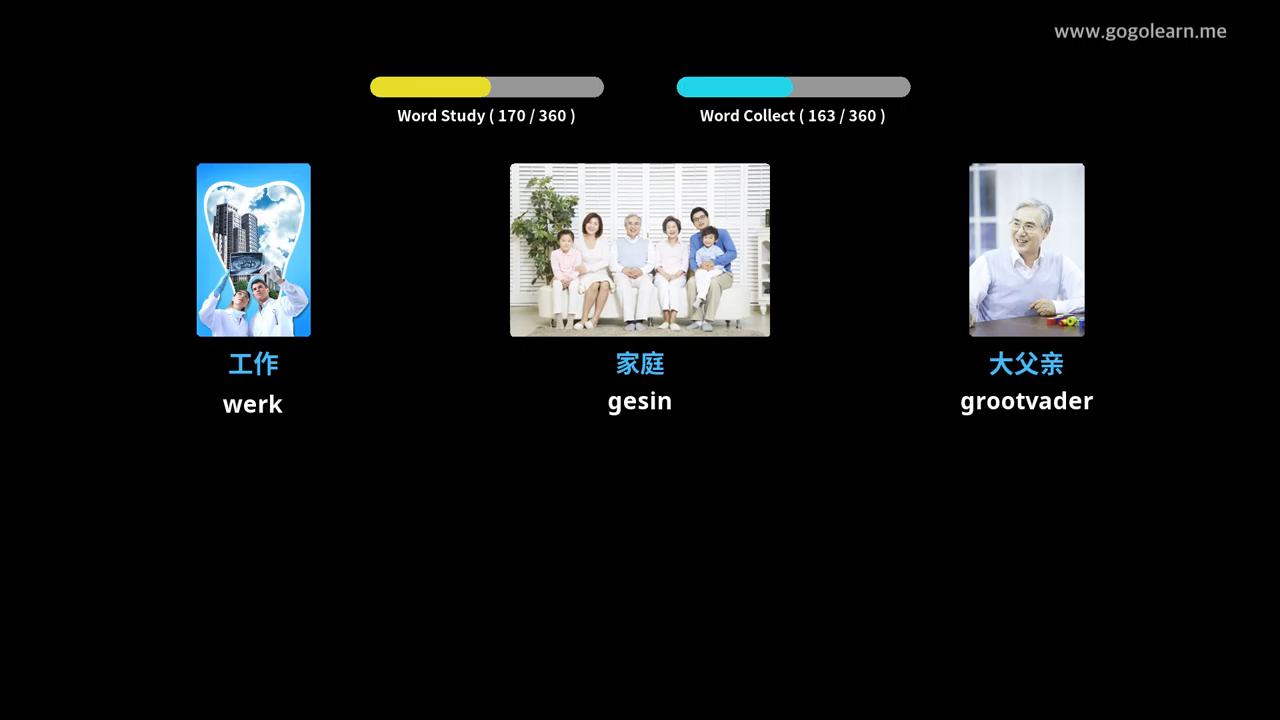 www.gogolearn.me
Word Study ( 170 / 360 )
Word Collect ( 163 / 360 )
工作
家庭
大父亲
werk
gesin
grootvader